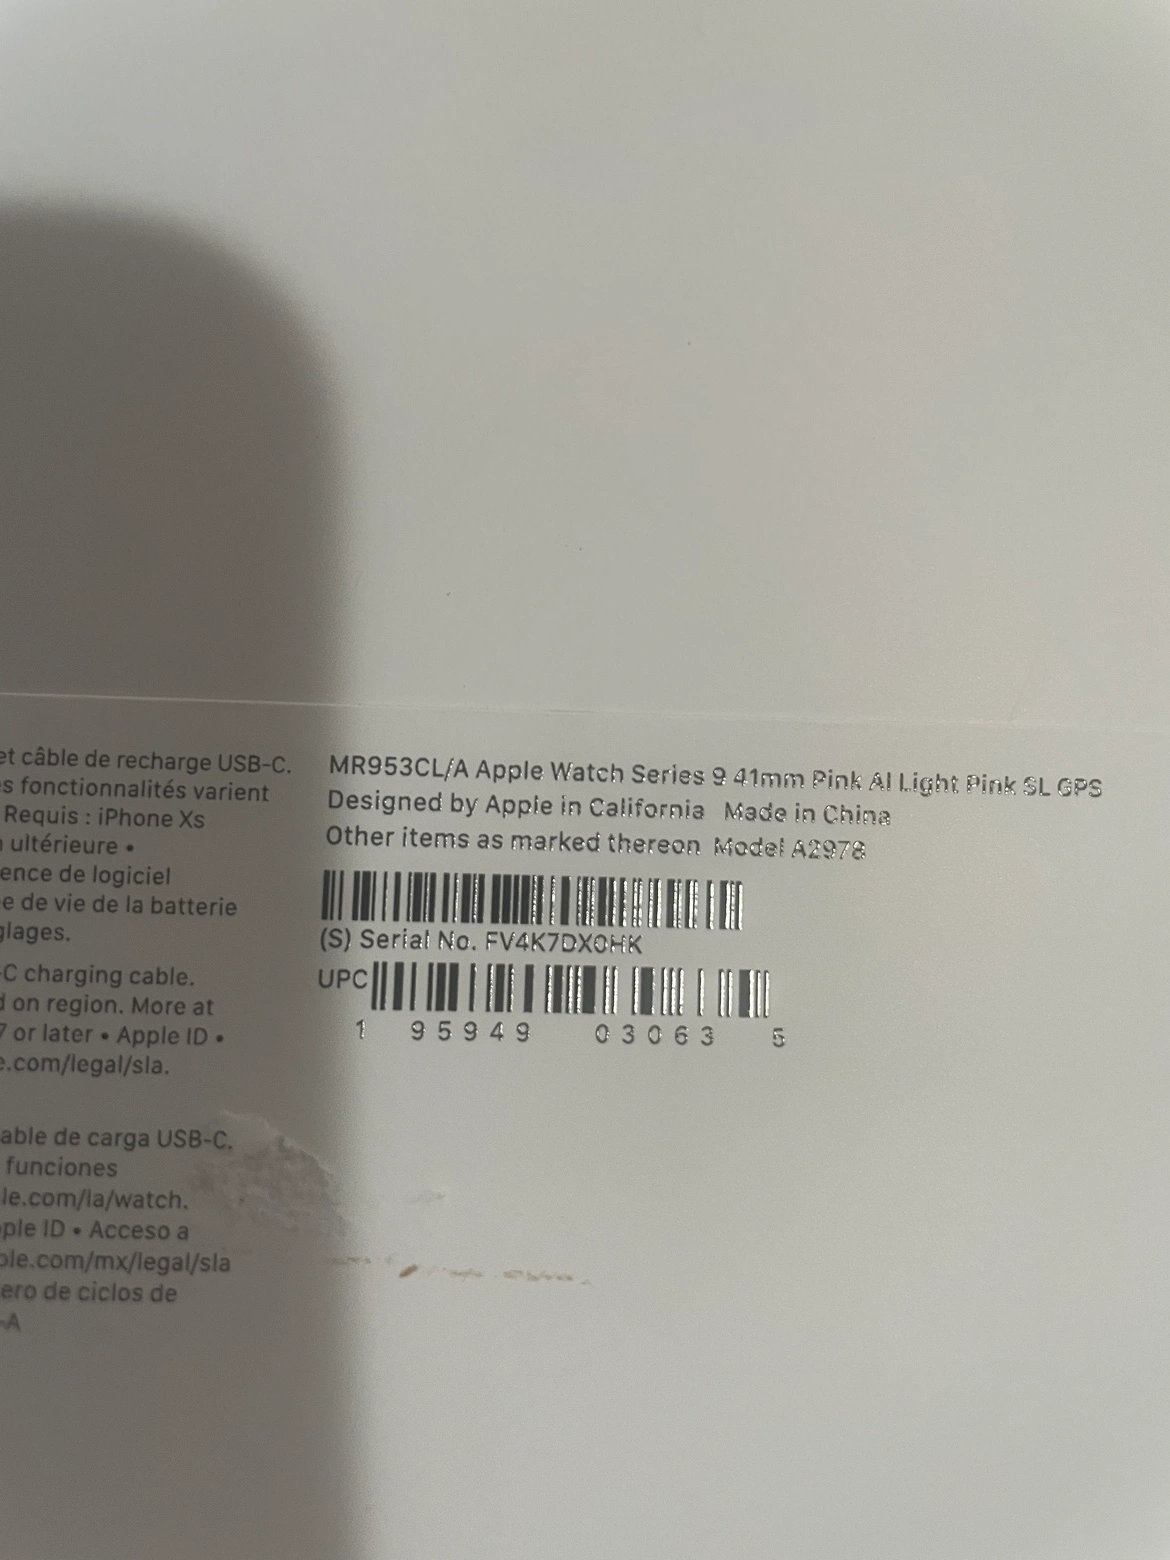 et câble de recharge USB-C.
es fonctionnalités varient
Requis : iPhone Xs
ultérieure •
ence de logiciel
e de vie de la batterie
glages.
-C charging cable.
d on region. More at
7 or later • Apple ID •
e.com/legal/sla.
able de carga USB-C.
funciones
le.com/la/watch.
ple ID • Acceso a
ple.com/mx/legal/sla
ero de ciclos de
-A
MR953CL/A Apple Watch Series 9 41mm Pink Al Light Pink SL GPS
Designed by Apple in California Made in China
Other items as marked thereon Model A2978
(S) Serial No. FV4K7DX0HK
UPC
1 95949 03063 5